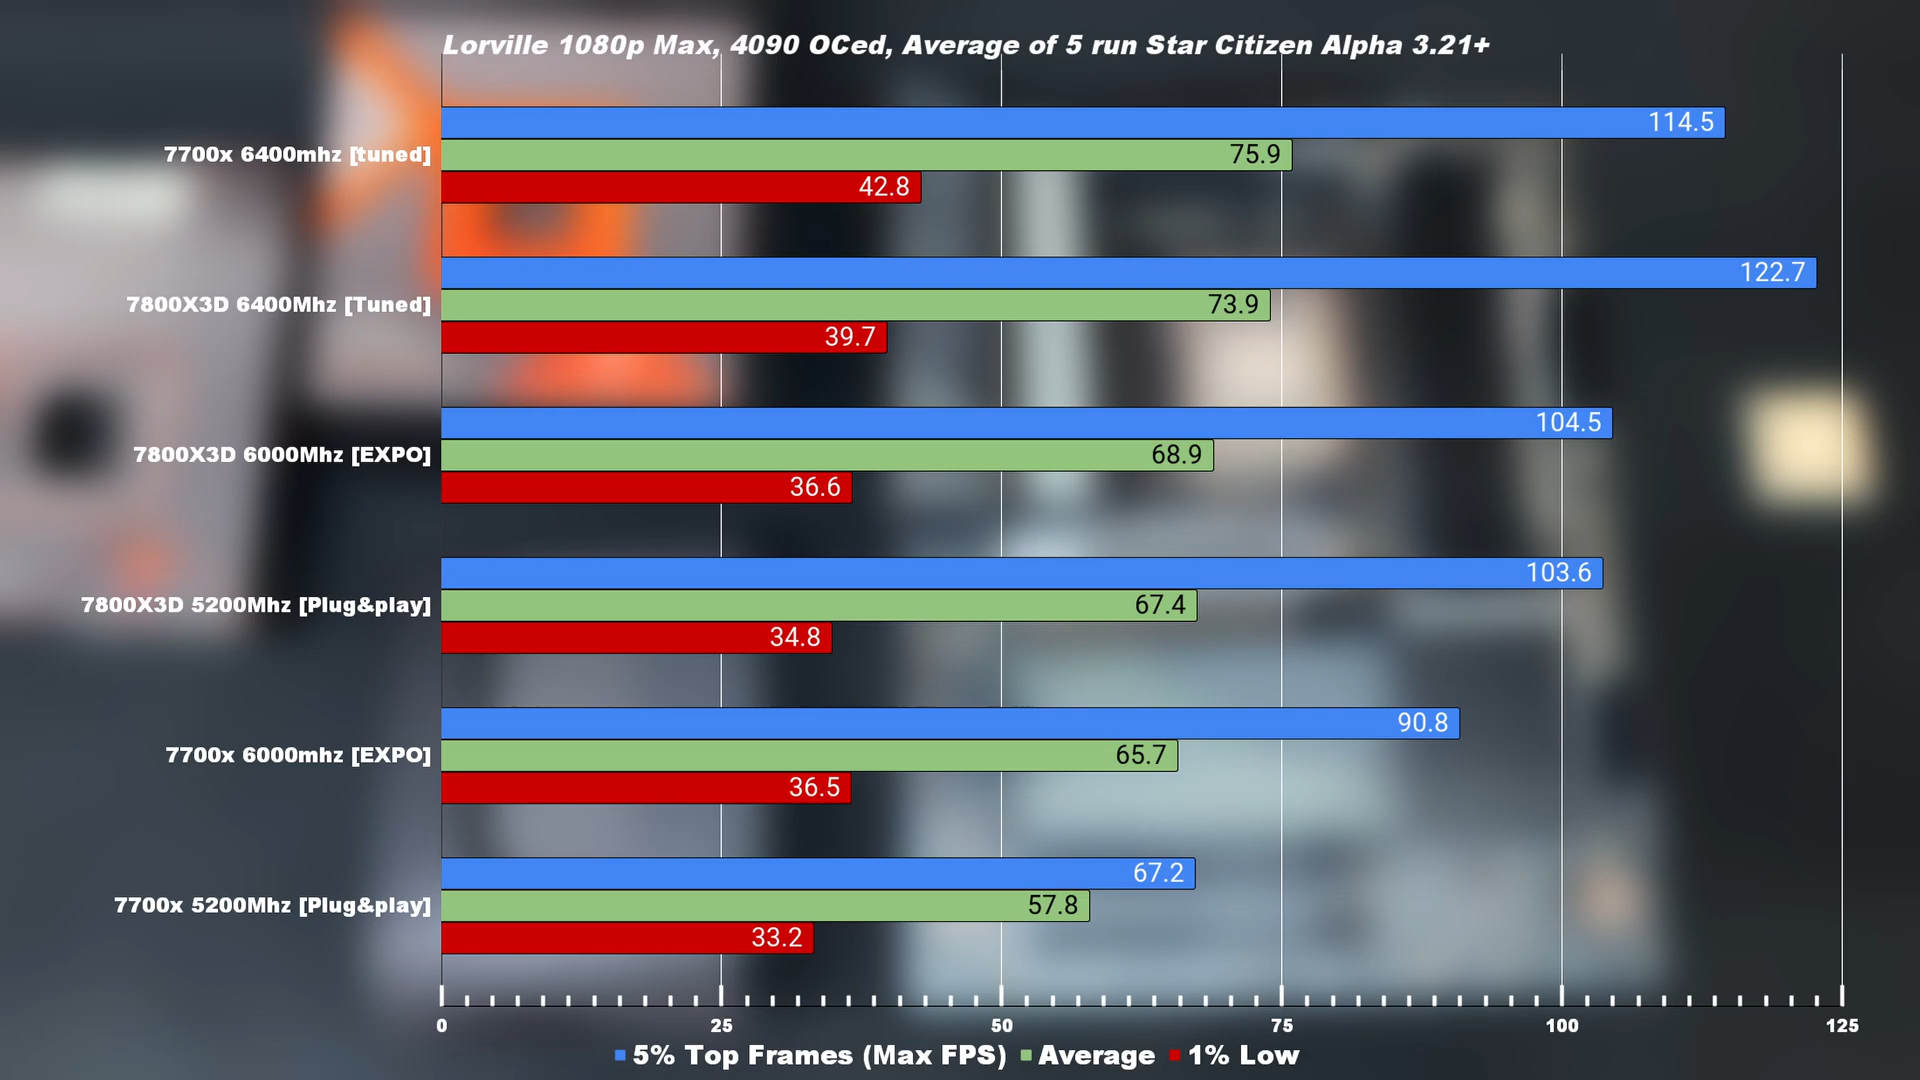 Lorville 1080p Max, 4090 OCed, Average of 5 run Star Citizen Alpha 3.21+
114.5
7700x 6400mhz [tuned]
75.9
42.8
122.7
7800X3D 6400Mhz [Tuned]
73.9
39.7
104.5
7800X3D 6000Mhz [EXPO]
68.9
36.6
103.6
7800X3D 5200Mhz [Plug&play]
67.4
34.8
90.8
7700x 6000mhz [EXPO]
65.7
36.5
67.2
7700x 5200Mhz [Plug&play]
57.8
33.2
0 25 50 75 100 125
5% Top Frames (Max FPS) Average 1% Low